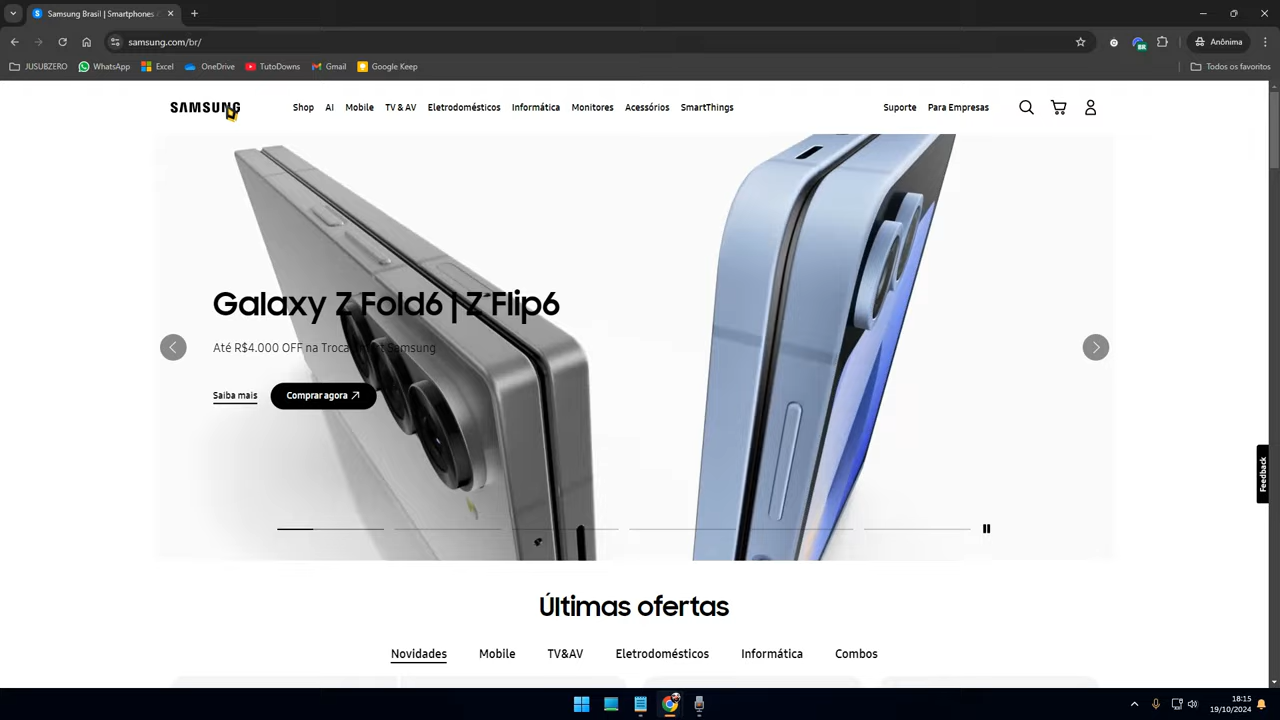 Samsung Brasil | Smartphones
samsung.com/br/
Anônima
JUSUBZERO
WhatsApp
Excel
OneDrive
TutoDowns
Gmail
Google Keep
Todos os favoritos
SAMSUNG
Shop AI Mobile TV & AV Eletrodomésticos Informática Monitores Acessórios SmartThings
Suporte Para Empresas
Galaxy Z Fold6 | Z Flip6
Até R$4.000 OFF na Troca Smart Samsung
Saiba mais
Comprar agora
Feedback
Últimas ofertas
Novidades Mobile TV&AV Eletrodomésticos Informática Combos
18:15
19/10/2024